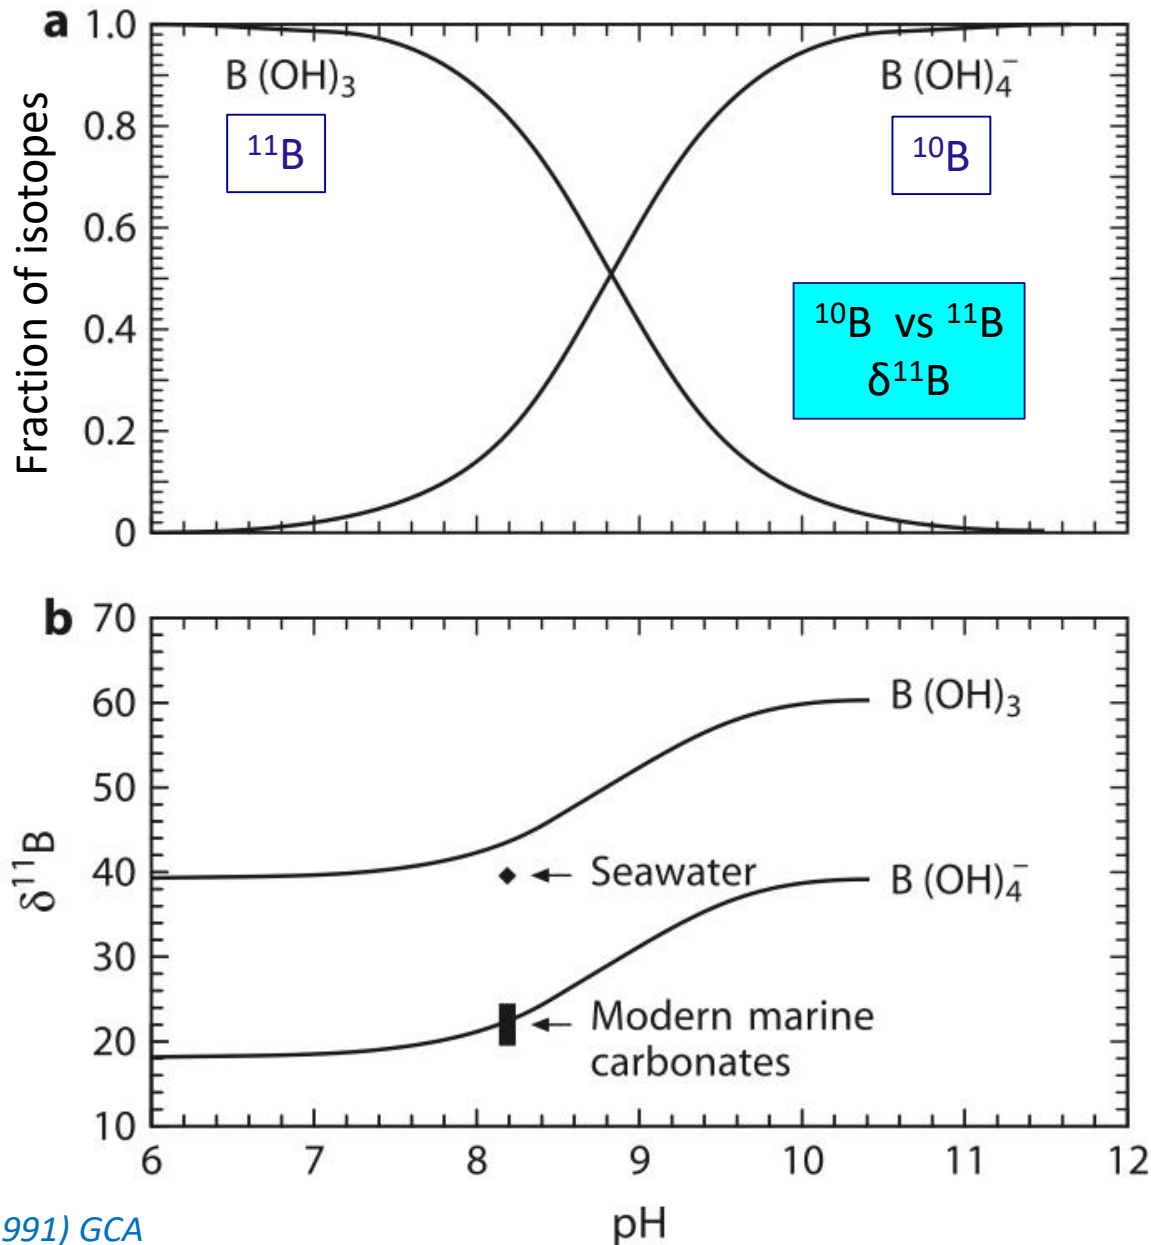 a
1.0
0.8
0.6
0.4
0.2
0
Fraction of isotopes
B (OH)₃
¹¹B
B (OH)₄⁻
¹⁰B
¹⁰B vs ¹¹B
δ¹¹B
b
70
60
50
40
30
20
10
δ¹¹B
B (OH)₃
Seawater
B (OH)₄⁻
Modern marine
carbonates
6 7 8 9 10 11 12
pH
991) GCA